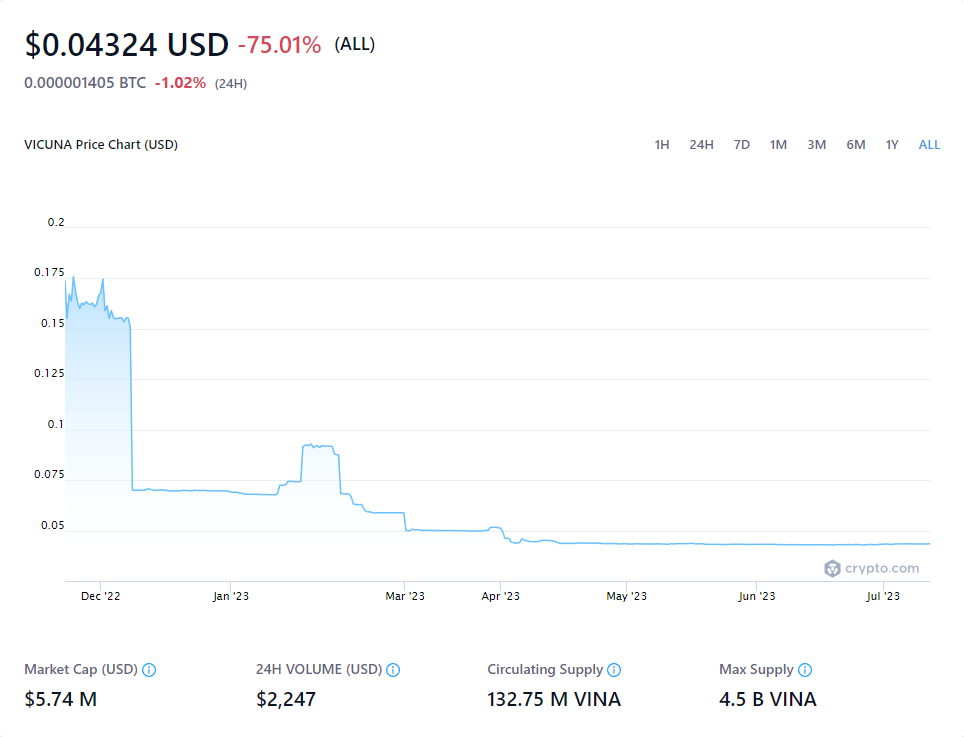 $0.04324 USD -75.01% (ALL)
0.000001405 BTC -1.02% (24H)
VICUNA Price Chart (USD) 1H 24H 7D 1M 3M 6M 1Y ALL
0.2
0.175
0.15
0.125
0.1
0.075
0.05
crypto.com
Dec '22 Jan '23 Mar '23 Apr '23 May '23 Jun '23 Jul '23
Market Cap (USD) 24H VOLUME (USD) Circulating Supply Max Supply
$5.74 M $2,247 132.75 M VINA 4.5 B VINA